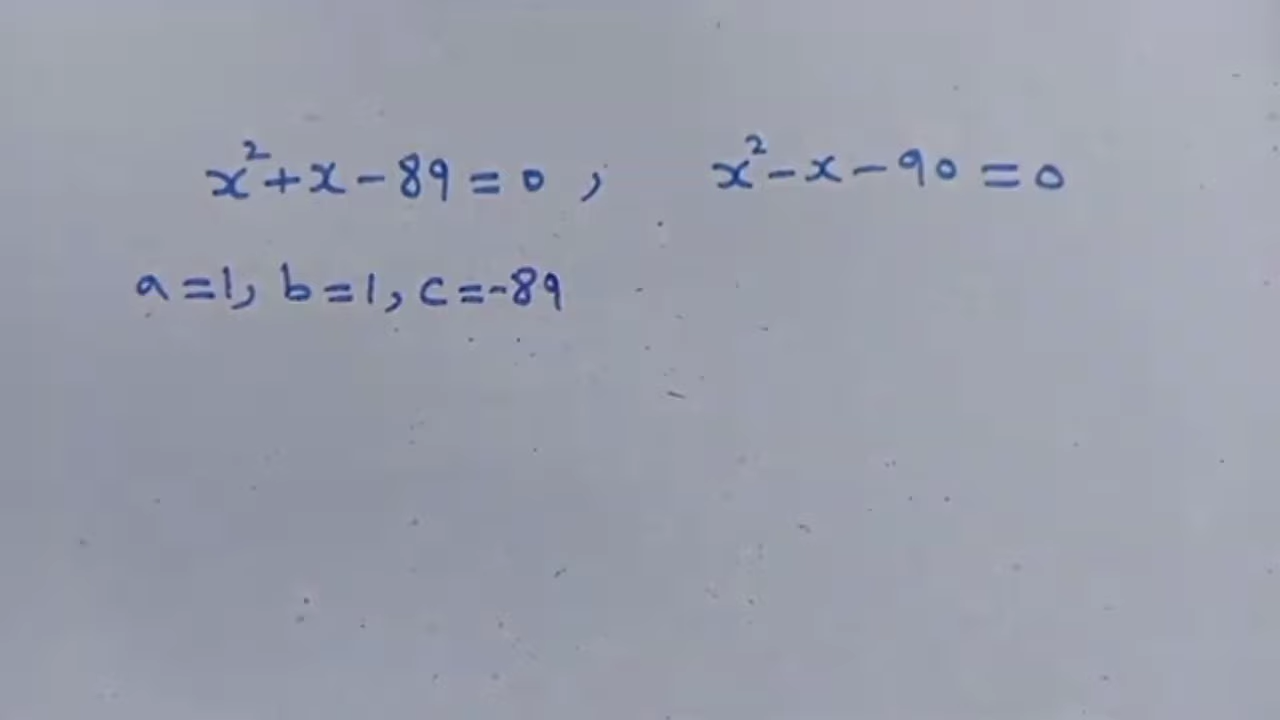 x² + x - 89 = 0 , x² - x - 90 = 0
a = 1, b = 1, c = -89